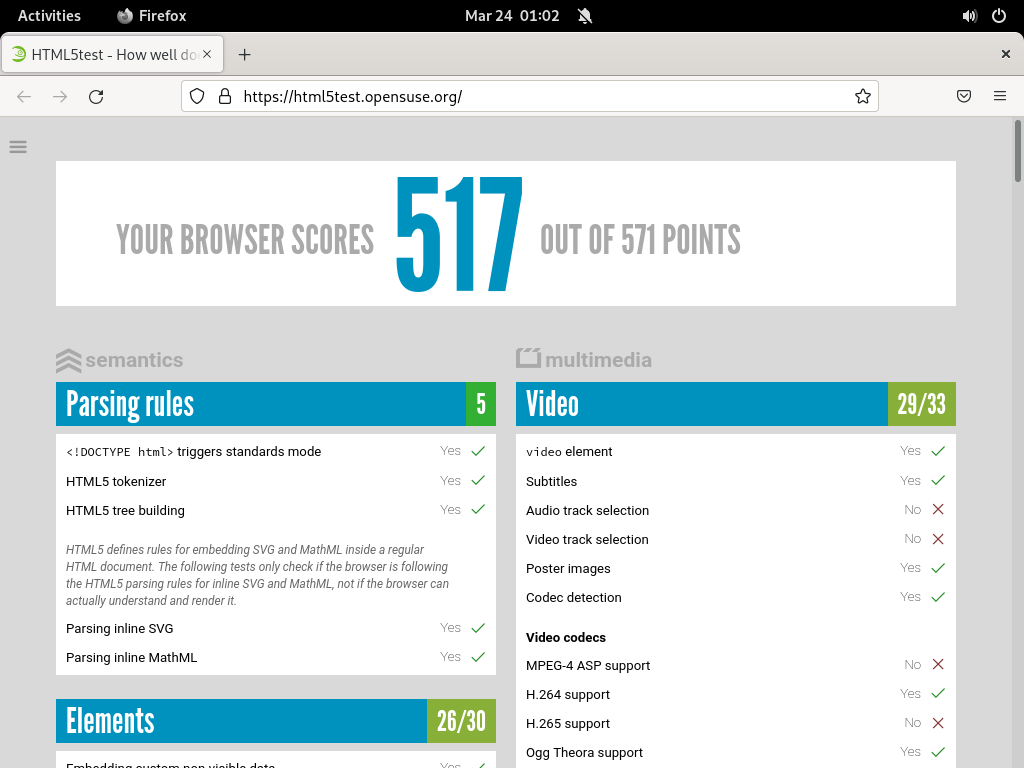 Activities
Firefox
Mar 24 01:02
HTML5test - How well do
https://html5test.opensuse.org/
YOUR BROWSER SCORES 517 OUT OF 571 POINTS
semantics
Parsing rules 5
<!DOCTYPE html> triggers standards mode Yes
HTML5 tokenizer Yes
HTML5 tree building Yes
HTML5 defines rules for embedding SVG and MathML inside a regular
HTML document. The following tests only check if the browser is following
the HTML5 parsing rules for inline SVG and MathML, not if the browser can
actually understand and render it.
Parsing inline SVG Yes
Parsing inline MathML Yes
Elements 26/30
Embedding custom non-visible data Yes
multimedia
Video 29/33
video element Yes
Subtitles Yes
Audio track selection No
Video track selection No
Poster images Yes
Codec detection Yes
Video codecs
MPEG-4 ASP support No
H.264 support Yes
H.265 support No
Ogg Theora support Yes